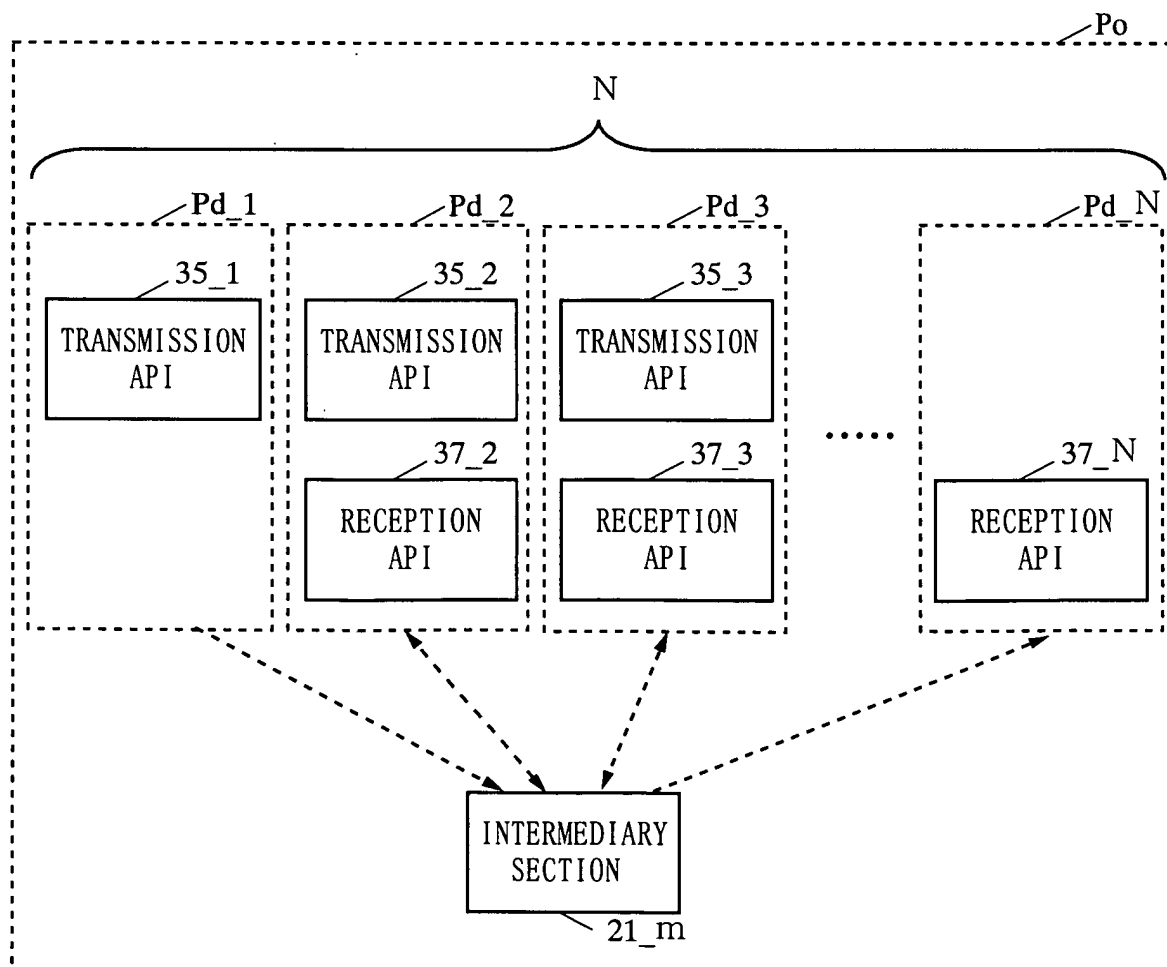 Po
N
Pd_1
Pd_2
Pd_3
Pd_N
35_1
35_2
35_3
TRANSMISSION
API
TRANSMISSION
API
TRANSMISSION
API
.....
37_2
37_3
37_N
RECEPTION
API
RECEPTION
API
RECEPTION
API
INTERMEDIARY
SECTION
21_m